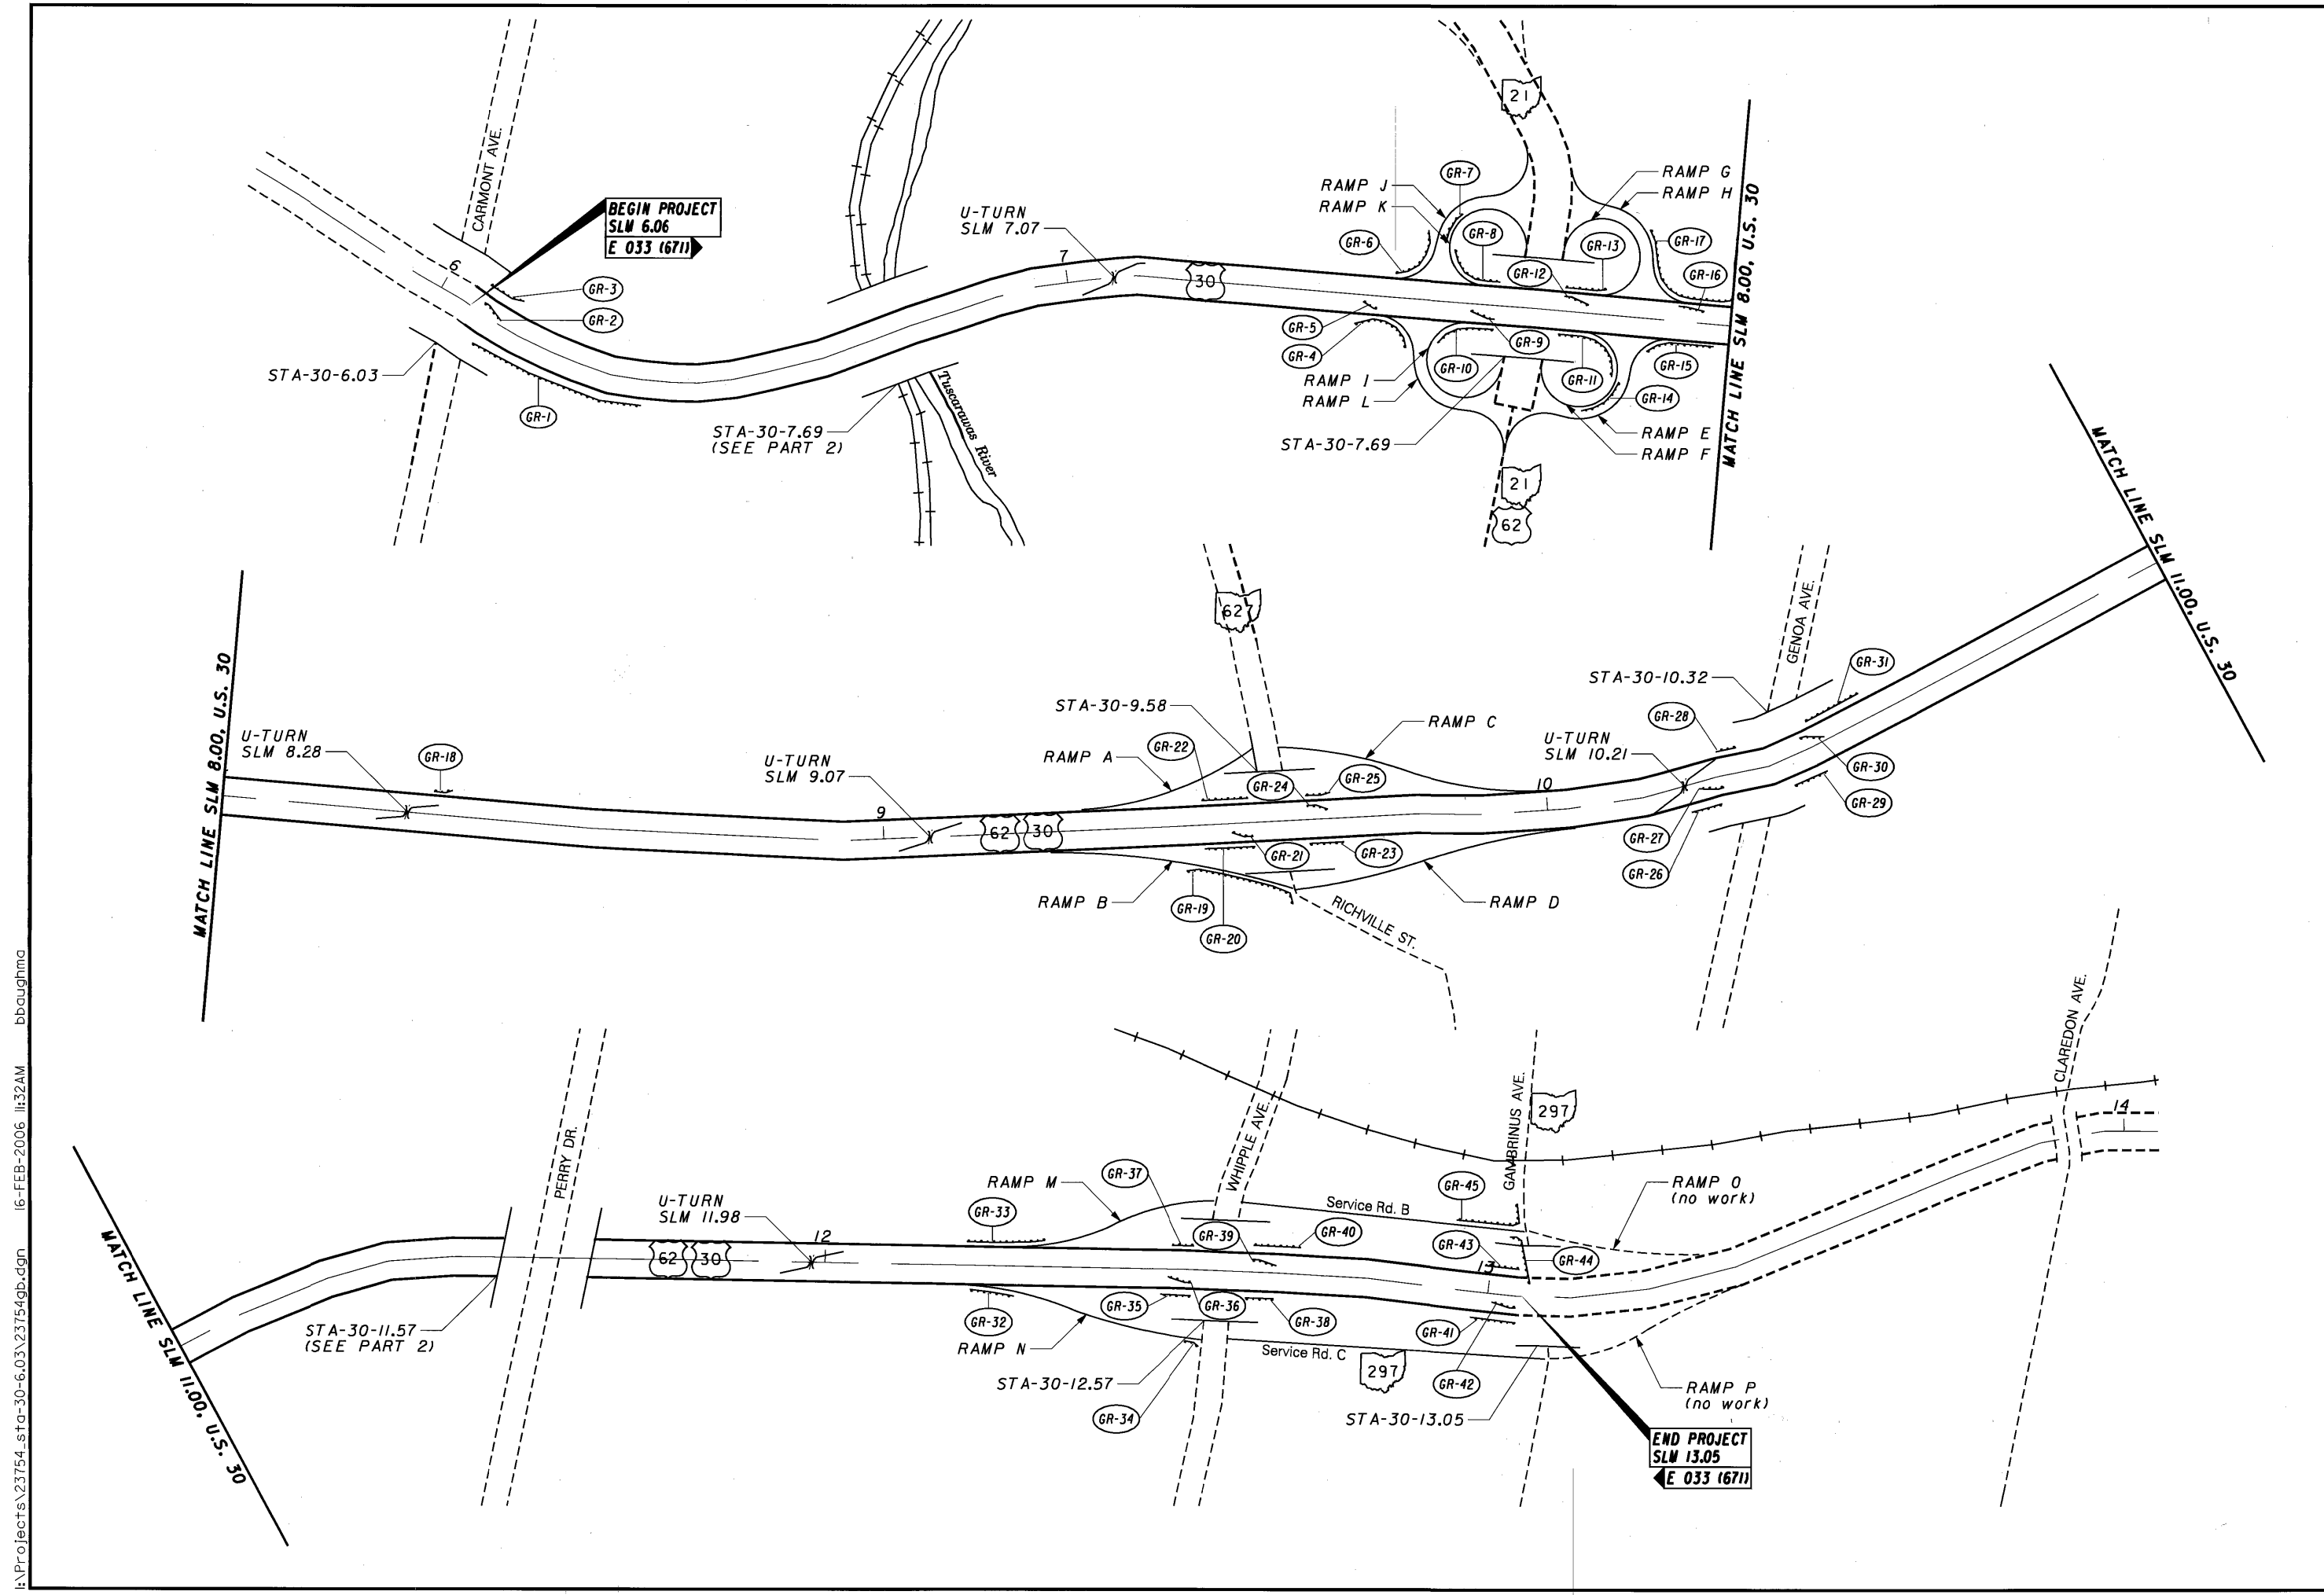 21
CARMONT AVE.
BEGIN PROJECT
SLM 6.06
E 033 (671)
6
GR-3
GR-2
STA-30-6.03
GR-1
U-TURN
SLM 7.07
7
30
STA-30-7.69
(SEE PART 2)
Tuscarawas River
RAMP J
RAMP K
GR-7
GR-6
GR-8
GR-12
GR-13
RAMP G
RAMP H
GR-17
GR-16
GR-5
GR-4
GR-9
GR-10
GR-11
GR-15
GR-14
RAMP I
RAMP L
STA-30-7.69
RAMP E
RAMP F
21
62
MATCH LINE SLM 8.00, U.S. 30
MATCH LINE SLM 11.00, U.S. 30
MATCH LINE SLM 8.00, U.S. 30
U-TURN
SLM 8.28
GR-18
U-TURN
SLM 9.07
9
62
30
627
STA-30-9.58
RAMP A
GR-22
RAMP C
GR-24
GR-25
GR-21
GR-23
RAMP B
GR-19
GR-20
RAMP D
RICHVILLE ST.
10
U-TURN
SLM 10.21
STA-30-10.32
GENOA AVE.
GR-28
GR-31
GR-30
GR-29
GR-27
GR-26
MATCH LINE SLM 11.00, U.S. 30
STA-30-11.57
(SEE PART 2)
PERRY DR.
62
30
U-TURN
SLM 11.98
12
GR-33
RAMP M
GR-37
WHIPPLE AVE.
GR-39
GR-40
Service Rd. B
GR-45
GAMBRINUS AVE.
297
GR-43
GR-44
13
RAMP O
(no work)
CLAREDON AVE.
14
GR-32
RAMP N
GR-35
GR-36
GR-38
STA-30-12.57
GR-34
Service Rd. C
297
GR-41
GR-42
STA-30-13.05
RAMP P
(no work)
END PROJECT
SLM 13.05
E 033 (671)
I:\Projects\23754_sta-30-6.03\23754gb.dgn 16-FEB-2006 11:32AM bbaughma